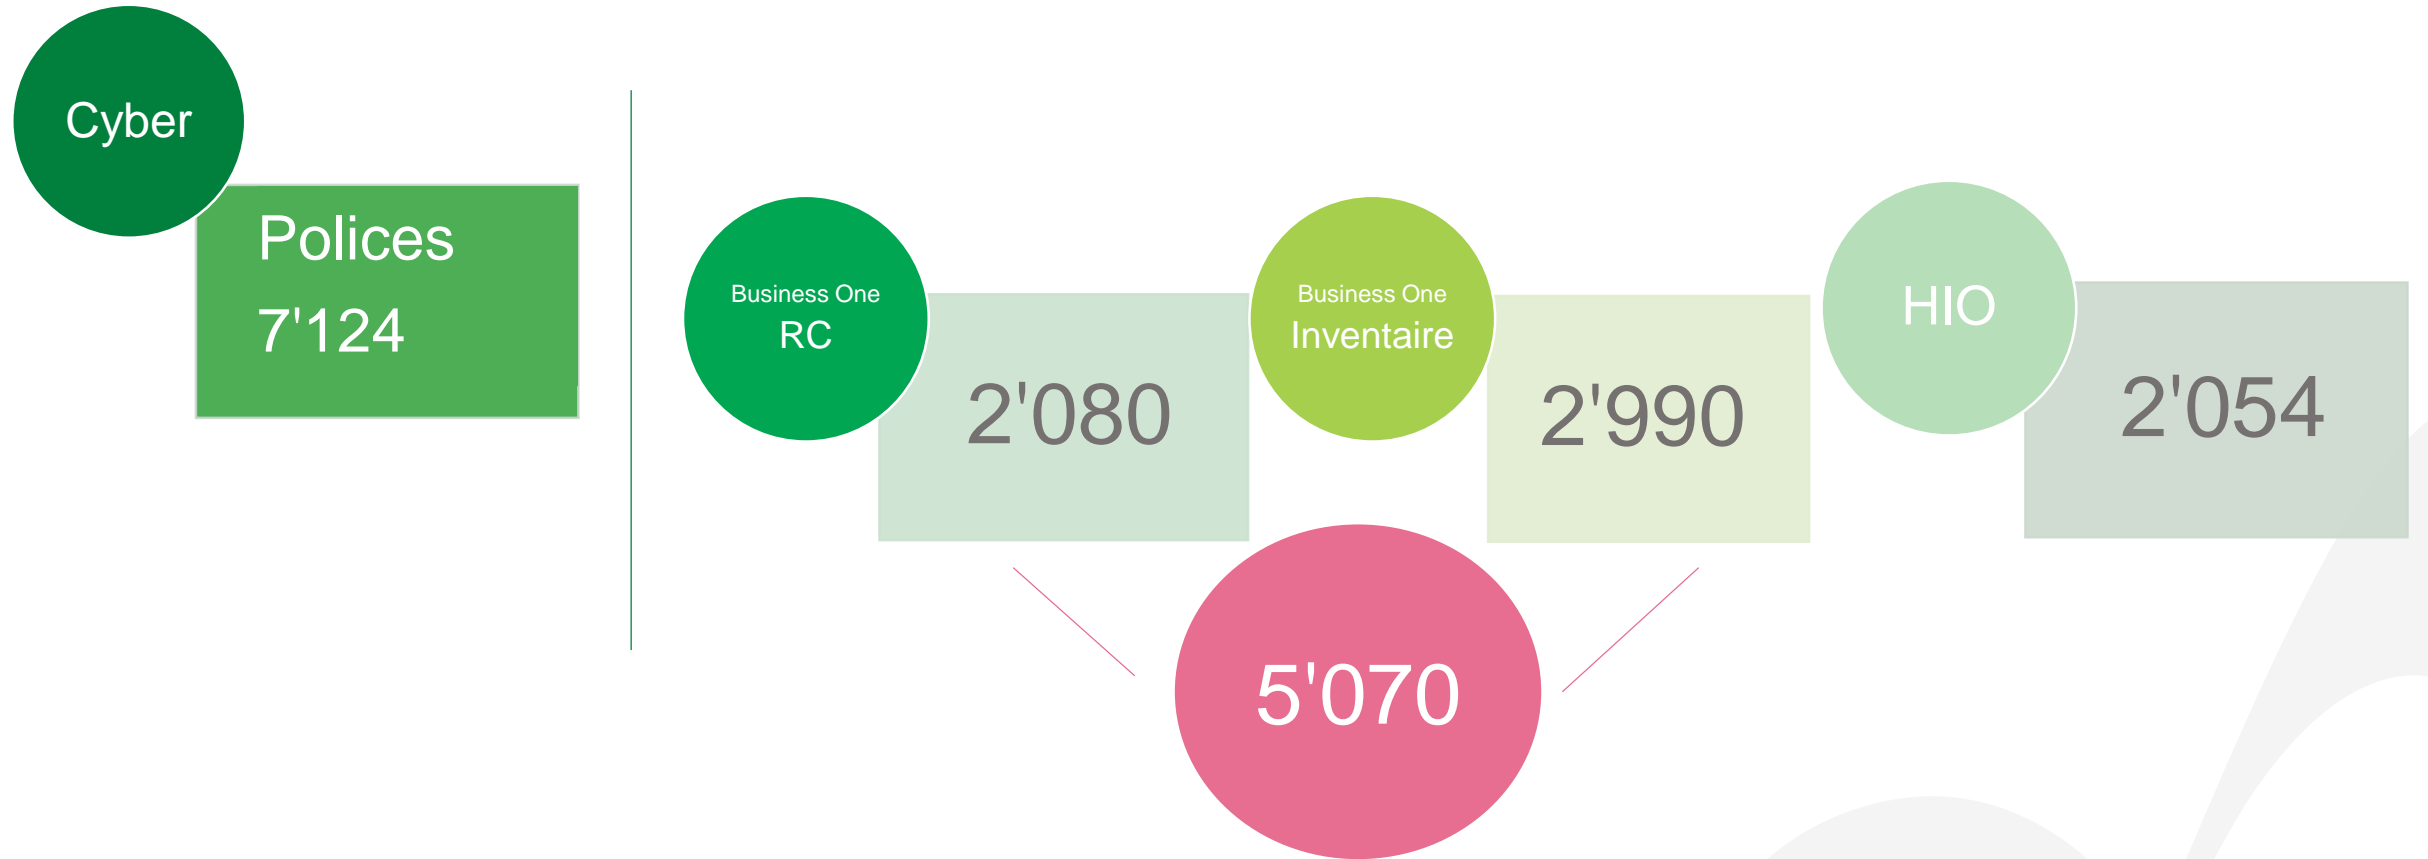 Cyber
Polices
7'124
Business One
RC
2'080
Business One
Inventaire
2'990
HIO
2'054
5'070